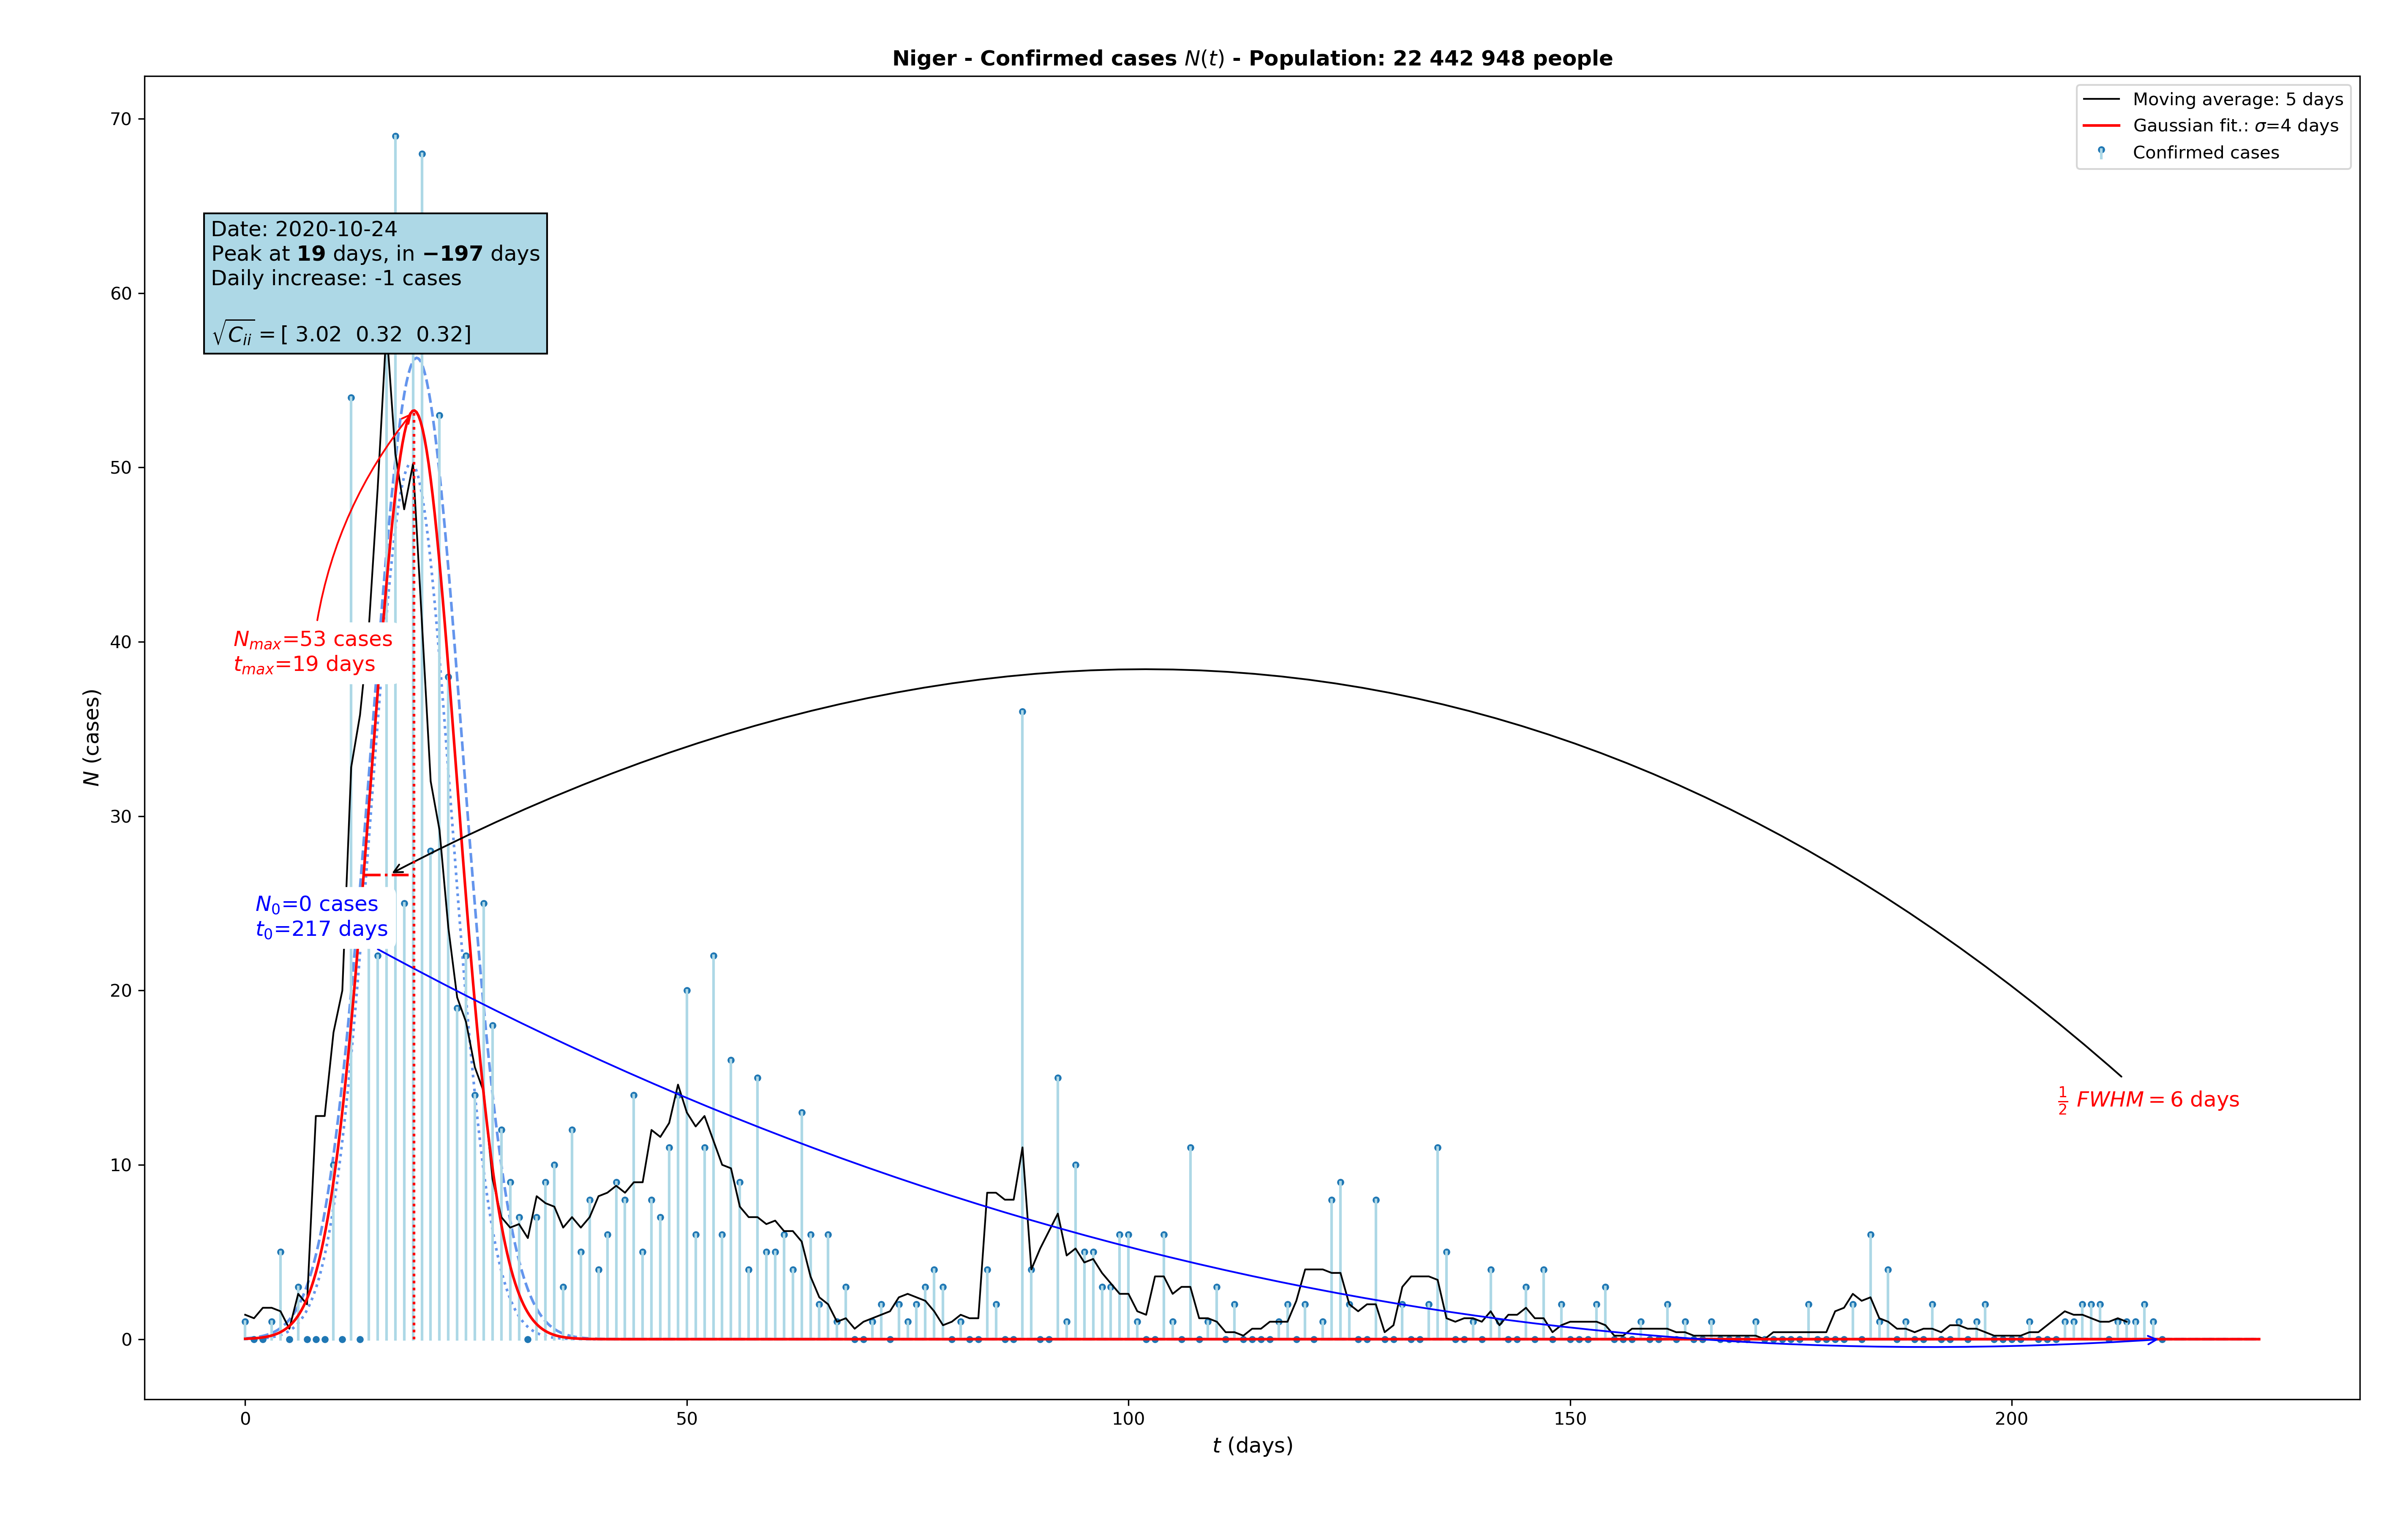 Niger - Confirmed cases N(t) - Population: 22 442 948 people
Moving average: 5 days
Gaussian fit.: σ=4 days
Confirmed cases
Date: 2020-10-24
Peak at 19 days, in −197 days
Daily increase: -1 cases
√C_ii = [ 3.02 0.32 0.32]
N_max=53 cases
t_max=19 days
N_0=0 cases
t_0=217 days
1/2 FWHM = 6 days
70
60
50
40
30
20
10
0
N (cases)
0 50 100 150 200
t (days)